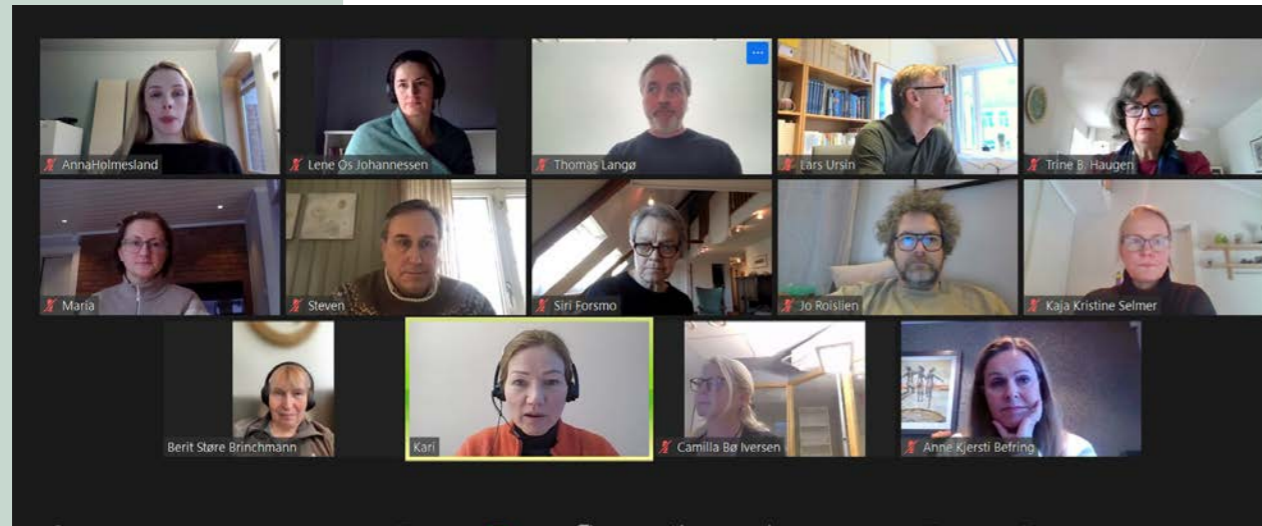 AnnaHolmesland
Lene Os Johannessen
Thomas Langø
Lars Ursin
Trine B. Haugen
Maria
Steven
Siri Forsmo
Jo Roislien
Kaja Kristine Selmer
Berit Støre Brinchmann
Kari
Camilla Bø Iversen
Anne Kjersti Befring